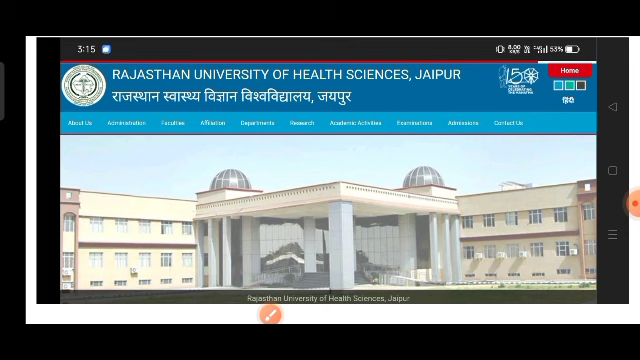 3:15
53%
RAJASTHAN UNIVERSITY OF HEALTH SCIENCES, JAIPUR
राजस्थान स्वास्थ्य विज्ञान विश्वविद्यालय, जयपुर
Home
हिंदी
About Us Administration Faculties Affiliation Departments Research Academic Activities Examinations Admissions Contact Us
Rajasthan University of Health Sciences, Jaipur